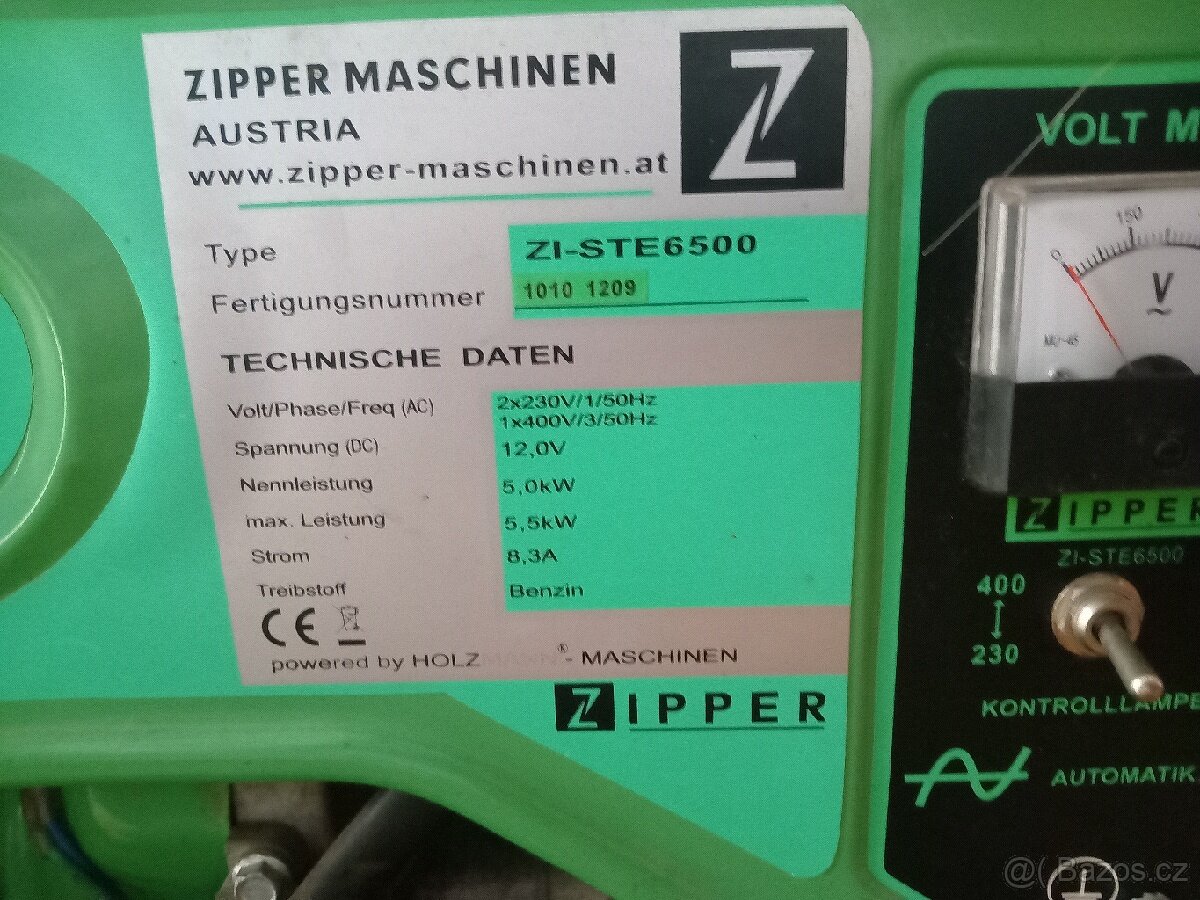 ZIPPER MASCHINEN
AUSTRIA
www.zipper-maschinen.at
Z
Type ZI-STE6500
Fertigungsnummer 1010 1209
TECHNISCHE DATEN
Volt/Phase/Freq (AC) 2x230V/1/50Hz
1x400V/3/50Hz
Spannung (DC) 12,0V
Nennleistung 5,0kW
max. Leistung 5,5kW
Strom 8,3A
Treibstoff Benzin
CE
powered by HOLZMANN®- MASCHINEN
ZIPPER
VOLT M
0 150
V
~
ZIPPER
ZI-STE6500
400
230
KONTROLLLAMPE
AUTOMATIK
@( Bazos.cz